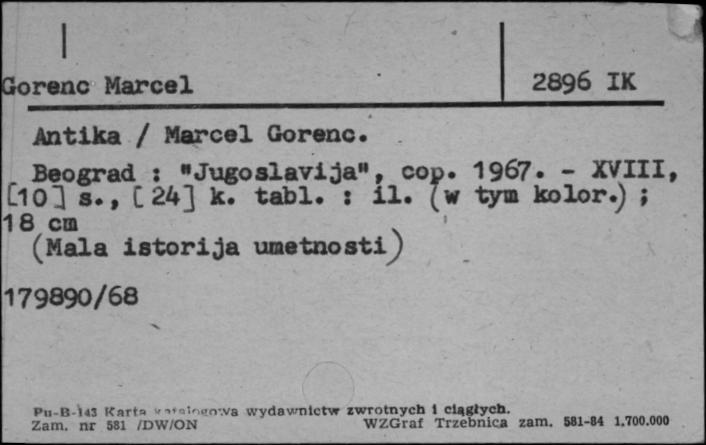 Gorenc Marcel
2896 IK
Antika / Marcel Gorenc.
Beograd : "Jugoslavija", cop. 1967. - XVIII,
[10] s., [24] k. tabl. : il. (w tym kolor.) ;
18 cm
(Mala istorija umetnosti)
179890/68
Pu-B-143 Karta katalogowa wydawnictw zwrotnych i ciągłych.
Zam. nr 581 /DW/ON WZGraf Trzebnica zam. 581-84 1.700.000